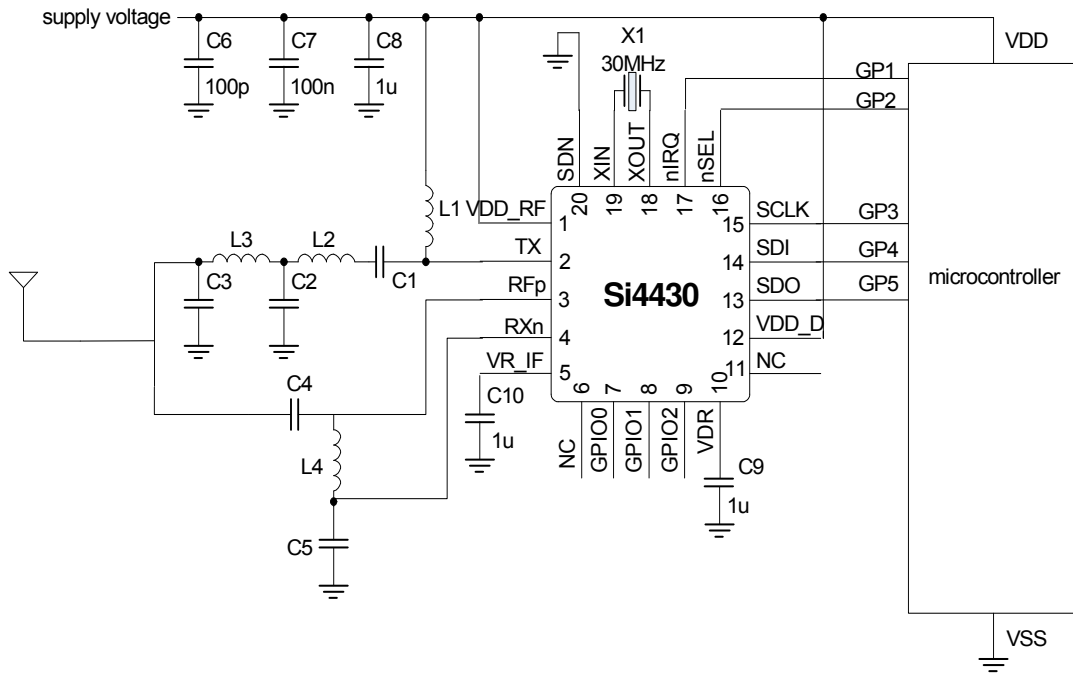 supply voltage
C6
100p
C7
100n
C8
1u
X1
30MHz
VDD
GP1
GP2
SDN
XIN
XOUT
nIRQ
nSEL
20
19
18
17
16
L1
VDD_RF
1
15
SCLK
GP3
L3
L2
TX
2
14
SDI
GP4
C3
C2
C1
RFp
3
Si4430
13
SDO
GP5
microcontroller
RXn
4
12
VDD_D
VR_IF
5
11
NC
C4
C10
1u
6
7
8
9
10
NC
GPIO0
GPIO1
GPIO2
VDR
L4
C9
1u
C5
VSS